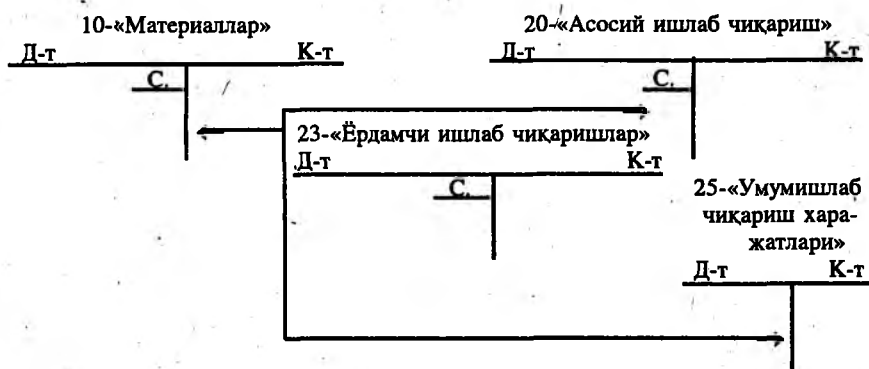 10-«Материаллар»
Д-т К-т
С.
20-«Асосий ишлаб чиқариш»
Д-т К-т
С.
23-«Ёрдамчи ишлаб чиқаришлар»
Д-т К-т
С.
25-«Умумишлаб
чиқариш хара-
жатлари»
Д-т К-т